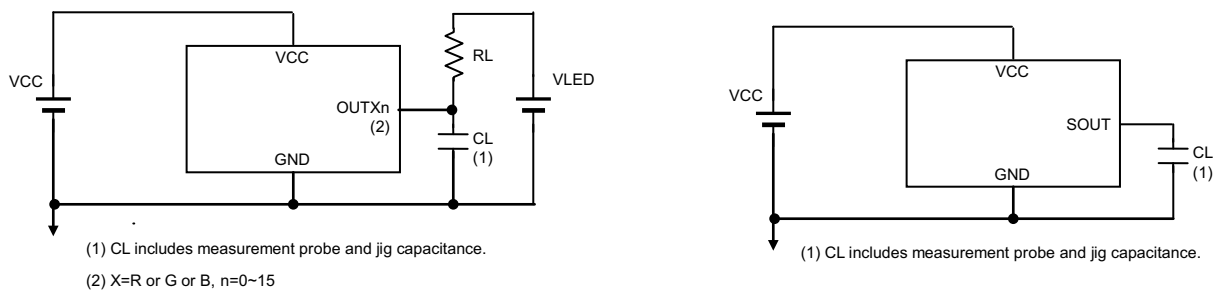 VCC
VCC
OUTXn
(2)
GND
RL
CL
(1)
VLED
(1) CL includes measurement probe and jig capacitance.
(2) X=R or G or B, n=0~15
VCC
VCC
SOUT
GND
CL
(1)
(1) CL includes measurement probe and jig capacitance.